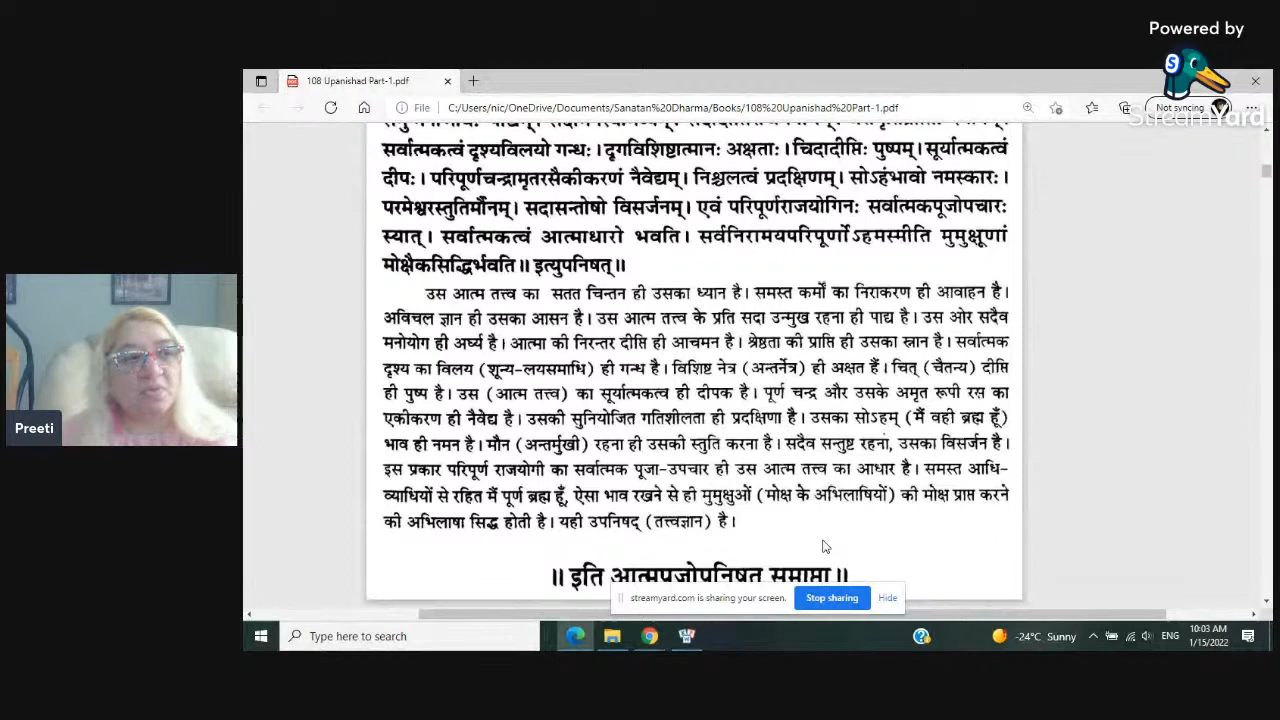 Powered by
StreamYard
108 Upanishad Part-1.pdf
File C:/Users/nic/OneDrive/Documents/Sanatan%20Dharma/Books/108%20Upanishad%20Part-1.pdf
Not syncing
सर्वात्मकत्वं दृश्यविलयो गन्धः। दृगविशिष्टात्मानः अक्षताः। चिदादीप्तिः पुष्पम्। सूर्यात्मकत्वं
दीपः। परिपूर्णचन्द्रामृतरसैकीकरणं नैवेद्यम्। निश्चलत्वं प्रदक्षिणम्। सोऽहंभावो नमस्कारः।
परमेश्वरस्तुतिर्मौनम्। सदासन्तोषो विसर्जनम्। एवं परिपूर्णराजयोगिनः सर्वात्मकपूजोपचारः
स्यात्। सर्वात्मकत्वं आत्माधारो भवति। सर्वनिरामयपरिपूर्णोऽहमस्मीति मुमुक्षूणां
मोक्षैकसिद्धिर्भवति॥ इत्युपनिषत्॥
उस आत्म तत्त्व का सतत चिन्तन ही उसका ध्यान है। समस्त कर्मों का निराकरण ही आवाहन है।
अविचल ज्ञान ही उसका आसन है। उस आत्म तत्त्व के प्रति सदा उन्मुख रहना ही पाद्य है। उस ओर सदैव
मनोयोग ही अर्घ्य है। आत्मा की निरन्तर दीप्ति ही आचमन है। श्रेष्ठता की प्राप्ति ही उसका स्नान है। सर्वात्मक
दृश्य का विलय (शून्य-लयसमाधि) ही गन्ध है। विशिष्ट नेत्र (अन्तर्नेत्र) ही अक्षत हैं। चित् (चैतन्य) दीप्ति
ही पुष्प है। उस (आत्म तत्त्व) का सूर्यात्मकत्व ही दीपक है। पूर्ण चन्द्र और उसके अमृत रूपी रस का
एकीकरण ही नैवेद्य है। उसकी सुनियोजित गतिशीलता ही प्रदक्षिणा है। उसका सोऽहम् (मैं वही ब्रह्म हूँ)
भाव ही नमन है। मौन (अन्तर्मुखी) रहना ही उसकी स्तुति करना है। सदैव सन्तुष्ट रहना, उसका विसर्जन है।
इस प्रकार परिपूर्ण राजयोगी का सर्वात्मक पूजा-उपचार ही उस आत्म तत्त्व का आधार है। समस्त आधि-
व्याधियों से रहित मैं पूर्ण ब्रह्म हूँ, ऐसा भाव रखने से ही मुमुक्षुओं (मोक्ष के अभिलाषियों) की मोक्ष प्राप्त करने
की अभिलाषा सिद्ध होती है। यही उपनिषद् (तत्त्वज्ञान) है।
॥ इति आत्मपूजोपनिषत् समाप्ता॥
Preeti
streamyard.com is sharing your screen.
Stop sharing
Hide
Type here to search
-24°C Sunny
ENG
10:03 AM
1/15/2022